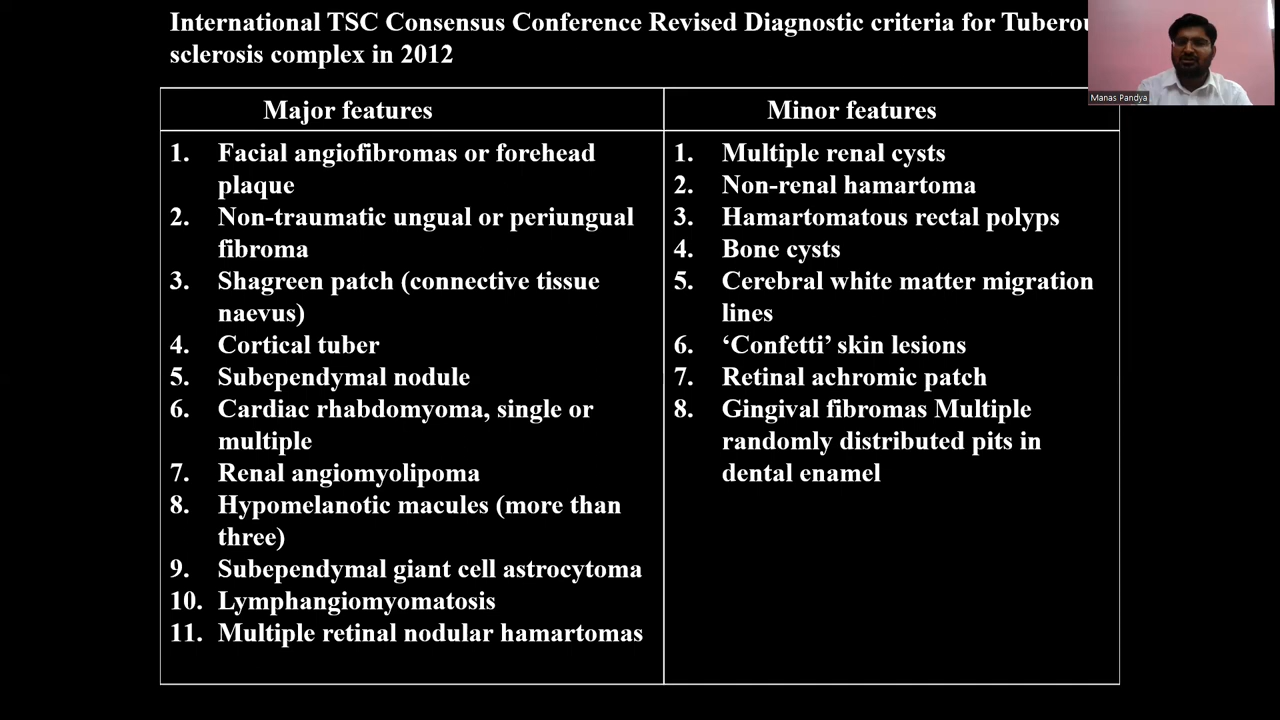 International TSC Consensus Conference Revised Diagnostic criteria for
sclerosis complex in 2012
Manas Pandya
Major features
1. Facial angiofibromas or forehead
plaque
2. Non-traumatic ungual or periungual
fibroma
3. Shagreen patch (connective tissue
naevus)
4. Cortical tuber
5. Subependymal nodule
6. Cardiac rhabdomyoma, single or
multiple
7. Renal angiomyolipoma
8. Hypomelanotic macules (more than
three)
9. Subependymal giant cell astrocytoma
10. Lymphangiomyomatosis
11. Multiple retinal nodular hamartomas
Minor features
1. Multiple renal cysts
2. Non-renal hamartoma
3. Hamartomatous rectal polyps
4. Bone cysts
5. Cerebral white matter migration
lines
6. ‘Confetti’ skin lesions
7. Retinal achromic patch
8. Gingival fibromas Multiple
randomly distributed pits in
dental enamel